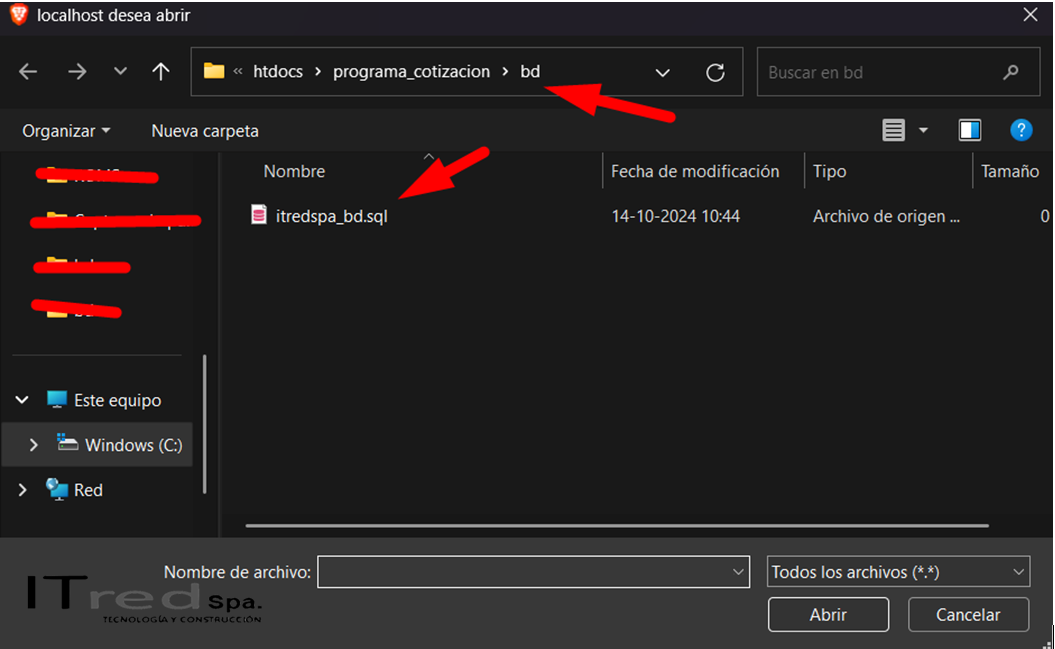 localhost desea abrir
« htdocs › programa_cotizacion › bd
Buscar en bd
Organizar
Nueva carpeta
?
Nombre
Fecha de modificación
Tipo
Tamaño
itredspa_bd.sql
14-10-2024 10:44
Archivo de origen ...
0
Este equipo
Windows (C:)
Red
Nombre de archivo:
Todos los archivos (*.*)
ITred Spa.
TECNOLOGÍA Y CONSTRUCCIÓN
Abrir
Cancelar